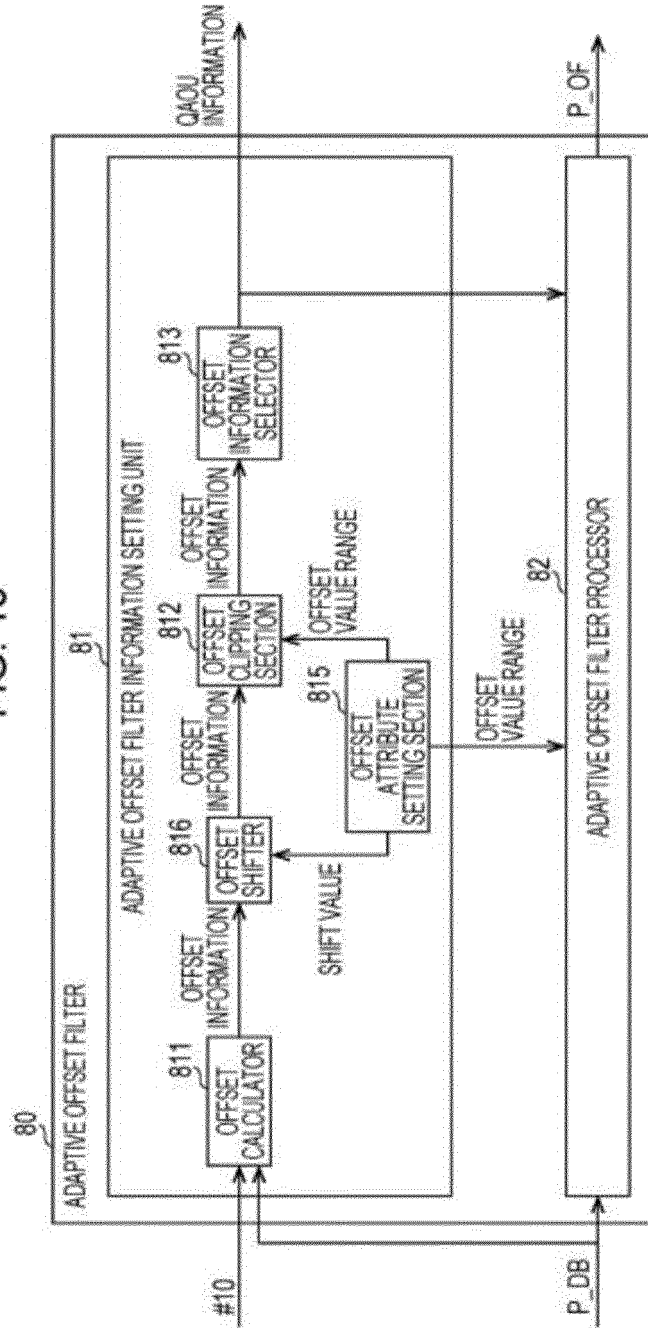 FIG.
80
ADAPTIVE OFFSET FILTER
81
ADAPTIVE OFFSET FILTER INFORMATION SETTING UNIT
#10
811
OFFSET
CALCULATOR
OFFSET
INFORMATION
816
OFFSET
SHIFTER
OFFSET
INFORMATION
812
OFFSET
CLIPPING
SECTION
OFFSET
INFORMATION
813
OFFSET
INFORMATION
SELECTOR
QAOU
INFORMATION
SHIFT VALUE
815
OFFSET
ATTRIBUTE
SETTING SECTION
OFFSET
VALUE RANGE
OFFSET
VALUE RANGE
82
P_DB
ADAPTIVE OFFSET FILTER PROCESSOR
P_OF